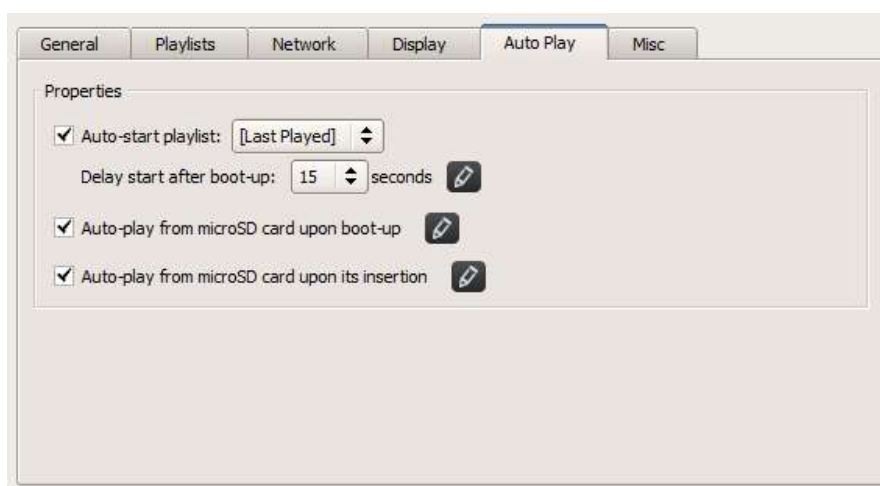 General Playlists Network Display Auto Play Misc
Properties
Auto-start playlist: [Last Played]
Delay start after boot-up: 15 seconds
Auto-play from microSD card upon boot-up
Auto-play from microSD card upon its insertion